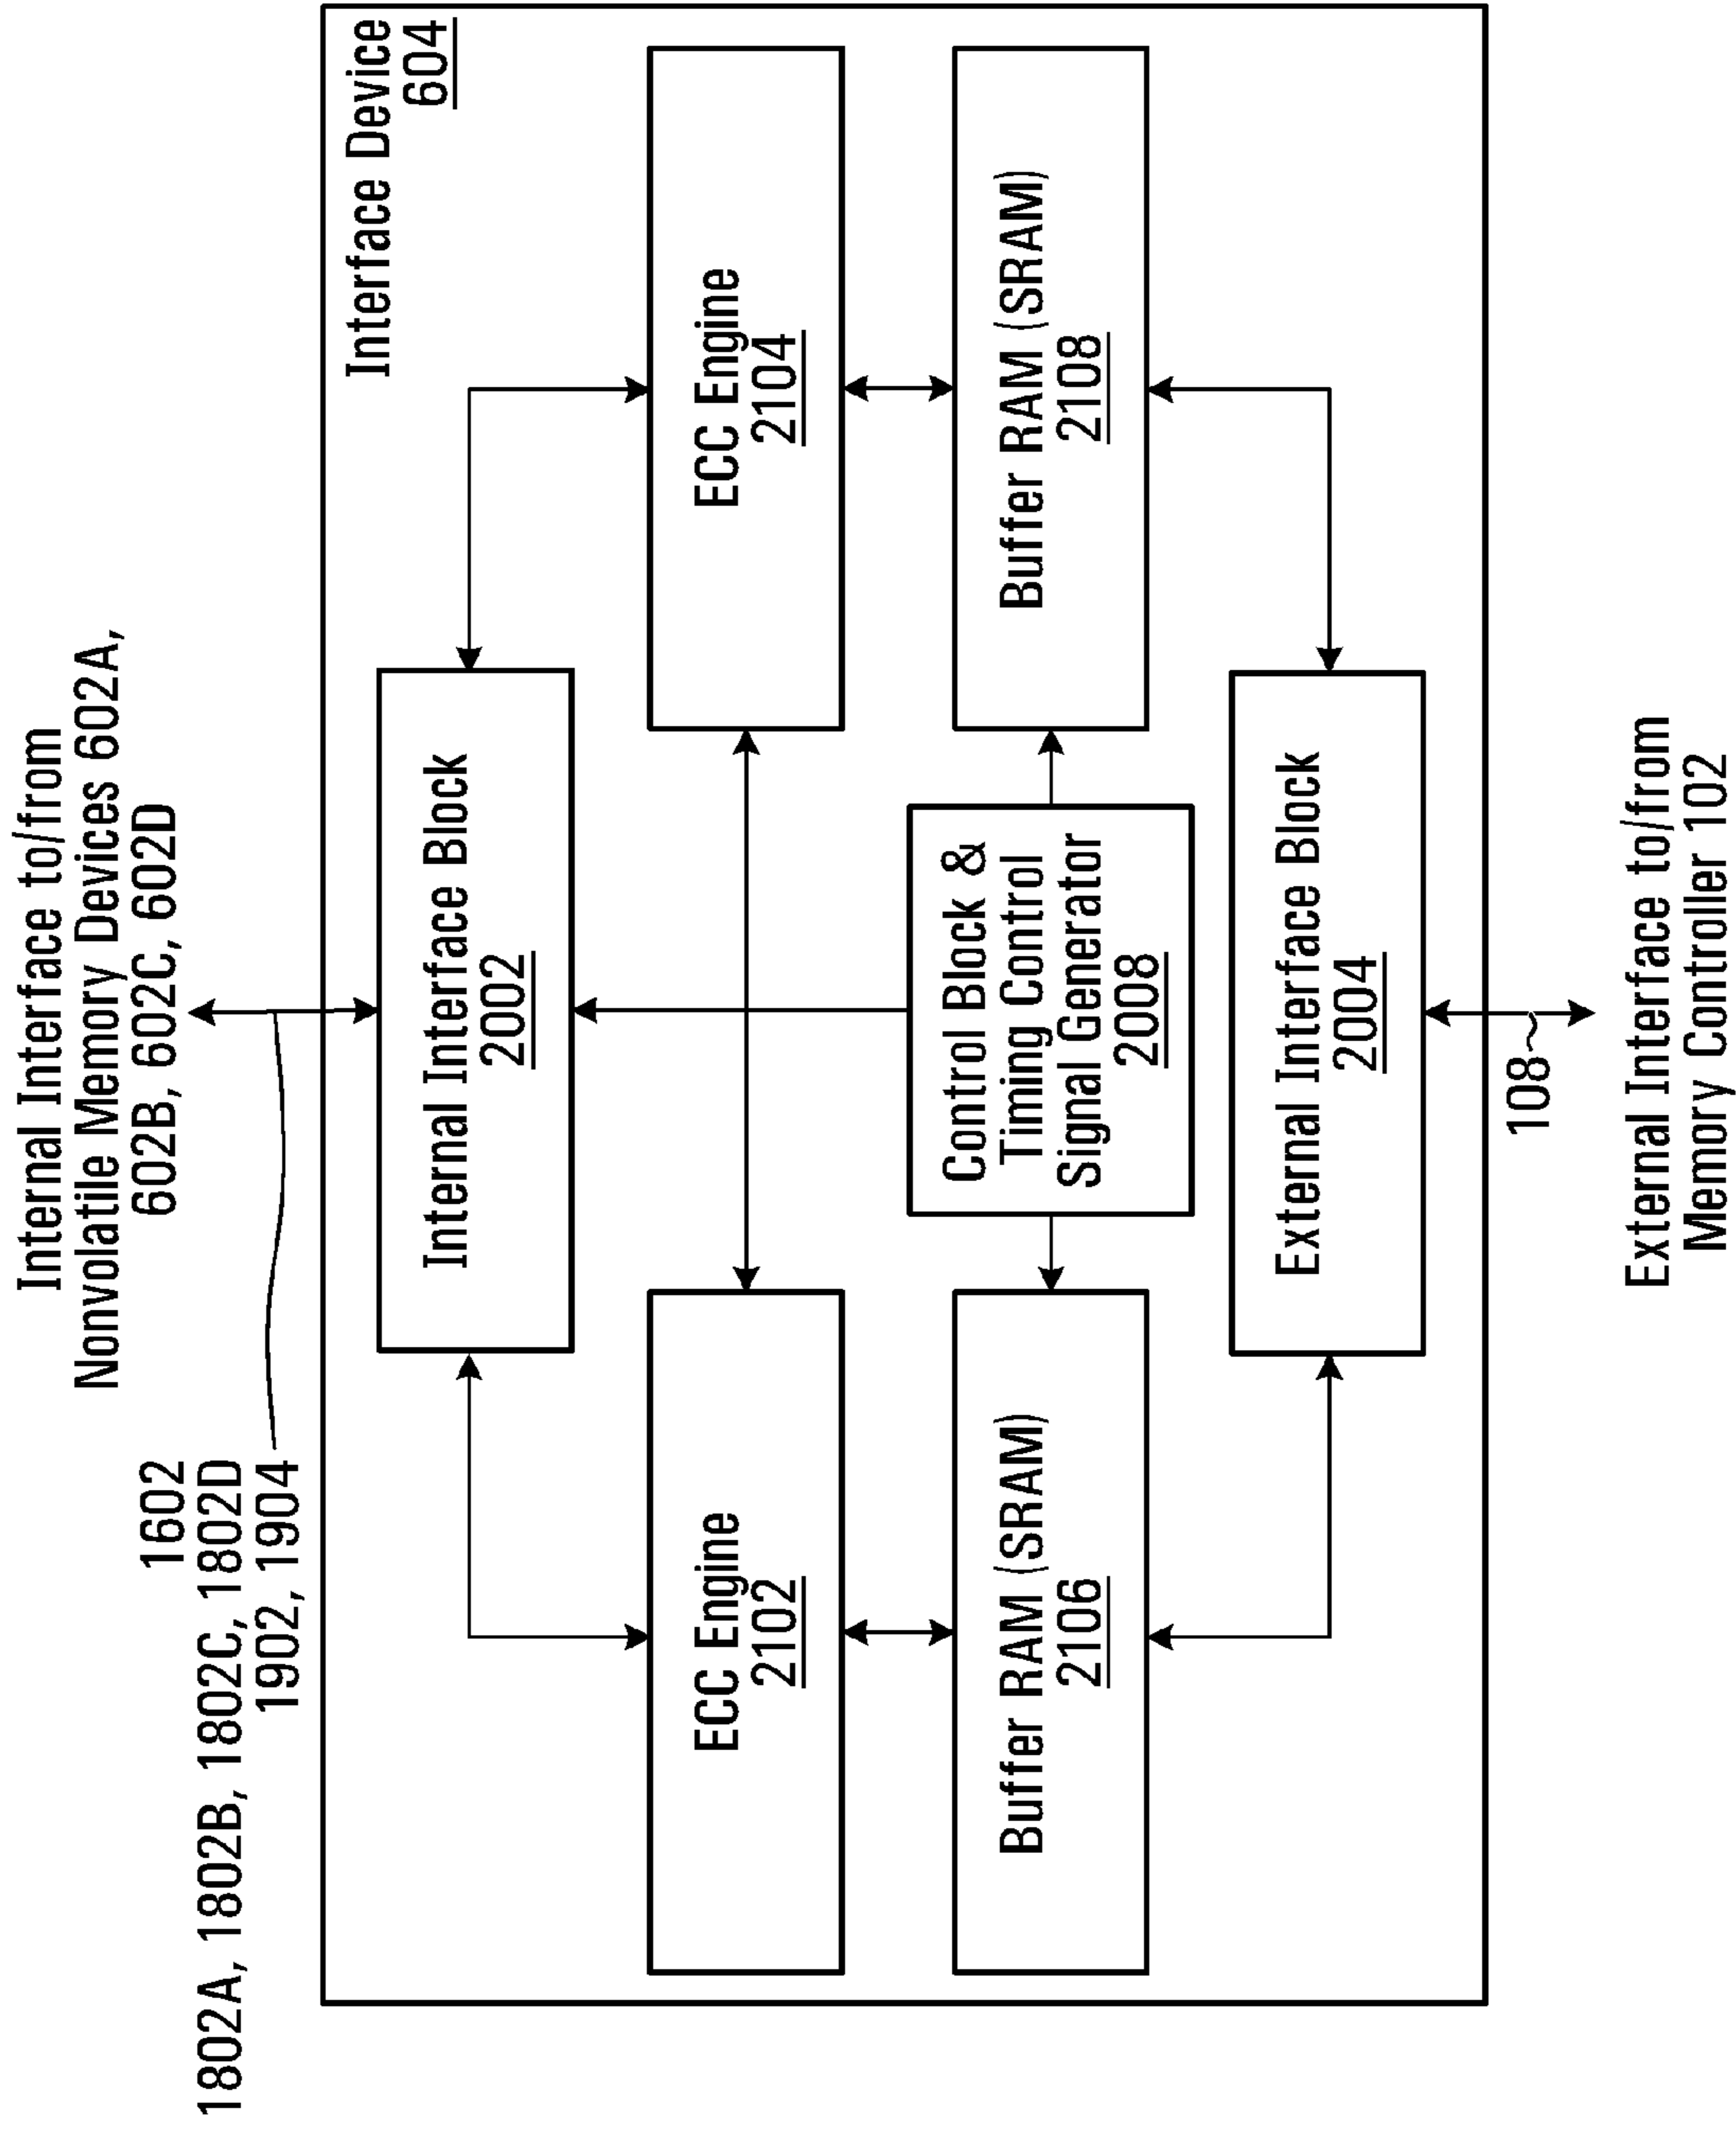 Internal Interface to/from
Nonvolatile Memory Devices 602A,
602B, 602C, 602D
1602
1802A, 1802B, 1802C, 1802D
1902, 1904
Interface Device
604
Internal Interface Block
2002
ECC Engine
2102
ECC Engine
2104
Control Block &
Timing Control
Signal Generator
2008
Buffer RAM (SRAM)
2106
Buffer RAM (SRAM)
2108
External Interface Block
2004
108
External Interface to/from
Memory Controller 102